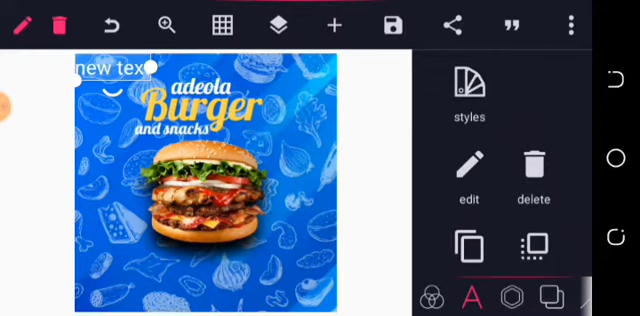 new tex
adeola
Burger
and snacks
styles
edit
delete